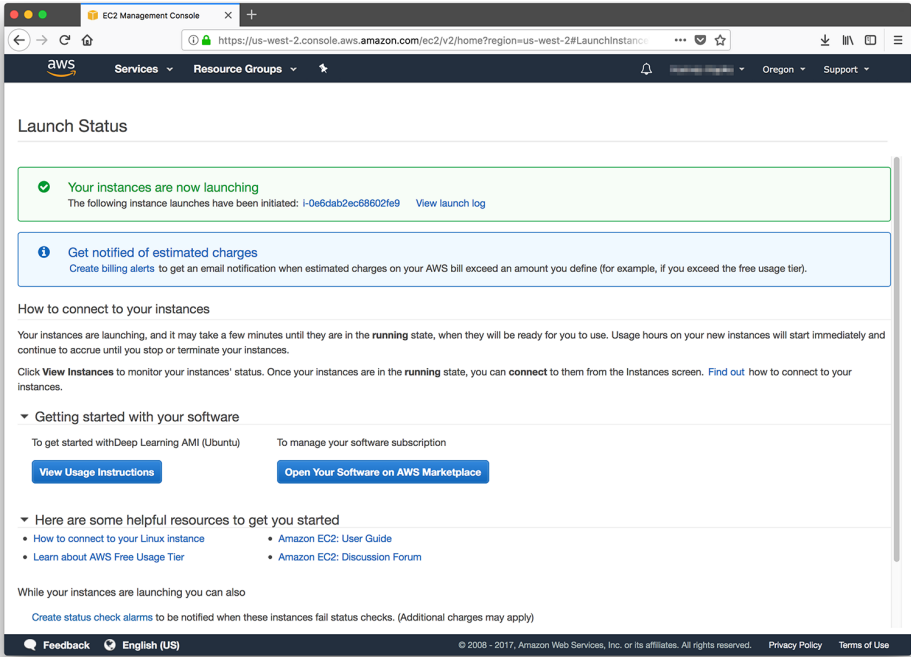 EC2 Management Console
https://us-west-2.console.aws.amazon.com/ec2/v2/home?region=us-west-2#LaunchInstance
aws Services Resource Groups Oregon Support
Launch Status
Your instances are now launching
The following instance launches have been initiated: i-0e6dab2ec68602fe9 View launch log
Get notified of estimated charges
Create billing alerts to get an email notification when estimated charges on your AWS bill exceed an amount you define (for example, if you exceed the free usage tier).
How to connect to your instances
Your instances are launching, and it may take a few minutes until they are in the running state, when they will be ready for you to use. Usage hours on your new instances will start immediately and
continue to accrue until you stop or terminate your instances.
Click View Instances to monitor your instances' status. Once your instances are in the running state, you can connect to them from the Instances screen. Find out how to connect to your
instances.
Getting started with your software
To get started withDeep Learning AMI (Ubuntu) To manage your software subscription
View Usage Instructions Open Your Software on AWS Marketplace
Here are some helpful resources to get you started
• How to connect to your Linux instance • Amazon EC2: User Guide
• Learn about AWS Free Usage Tier • Amazon EC2: Discussion Forum
While your instances are launching you can also
Create status check alarms to be notified when these instances fail status checks. (Additional charges may apply)
Feedback English (US) © 2008 - 2017, Amazon Web Services, Inc. or its affiliates. All rights reserved. Privacy Policy Terms of Use